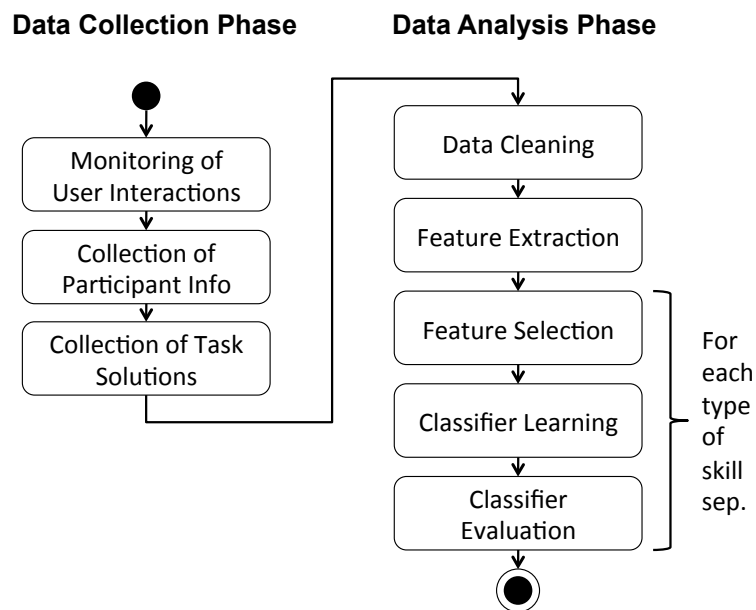 Data Collection Phase
Monitoring of
User Interactions
Collection of
Participant Info
Collection of Task
Solutions
Data Analysis Phase
Data Cleaning
Feature Extraction
Feature Selection
Classifier Learning
Classifier
Evaluation
For
each
type
of
skill
sep.